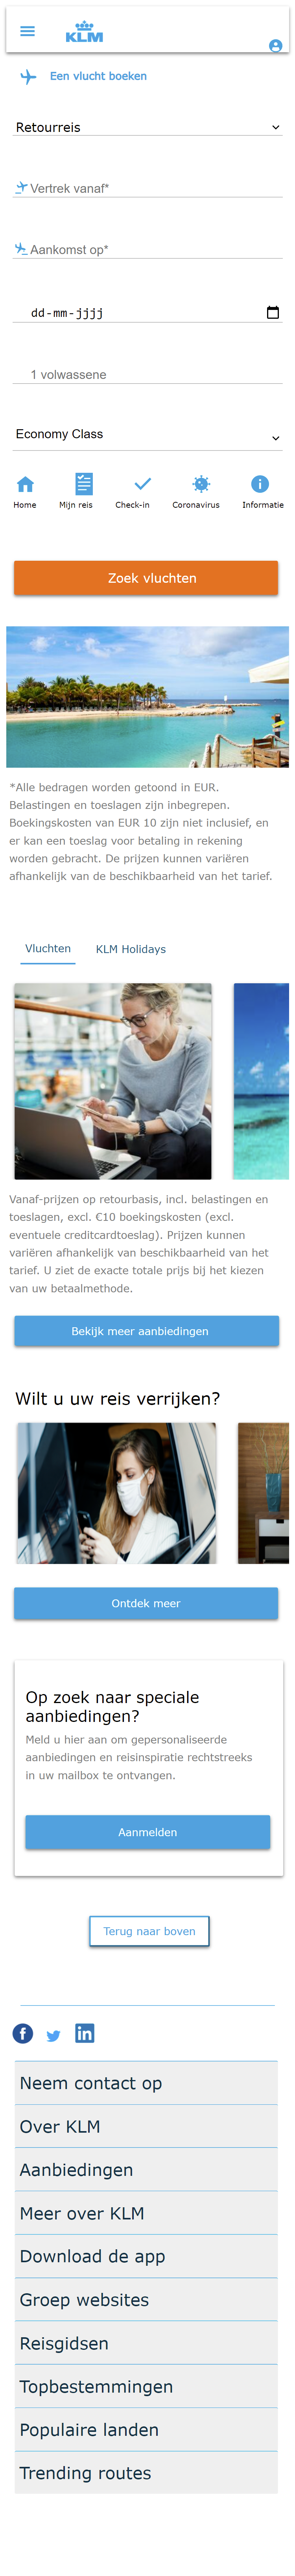 KLM
Een vlucht boeken
Retourreis
Vertrek vanaf*
Aankomst op*
dd-mm-jjjj
1 volwassene
Economy Class
Home Mijn reis Check-in Coronavirus Informatie
Zoek vluchten
*Alle bedragen worden getoond in EUR.
Belastingen en toeslagen zijn inbegrepen.
Boekingskosten van EUR 10 zijn niet inclusief, en
er kan een toeslag voor betaling in rekening
worden gebracht. De prijzen kunnen variëren
afhankelijk van de beschikbaarheid van het tarief.
Vluchten KLM Holidays
Vanaf-prijzen op retourbasis, incl. belastingen en
toeslagen, excl. €10 boekingskosten (excl.
eventuele creditcardtoeslag). Prijzen kunnen
variëren afhankelijk van beschikbaarheid van het
tarief. U ziet de exacte totale prijs bij het kiezen
van uw betaalmethode.
Bekijk meer aanbiedingen
Wilt u uw reis verrijken?
Ontdek meer
Op zoek naar speciale
aanbiedingen?
Meld u hier aan om gepersonaliseerde
aanbiedingen en reisinspiratie rechtstreeks
in uw mailbox te ontvangen.
Aanmelden
Terug naar boven
Neem contact op
Over KLM
Aanbiedingen
Meer over KLM
Download de app
Groep websites
Reisgidsen
Topbestemmingen
Populaire landen
Trending routes